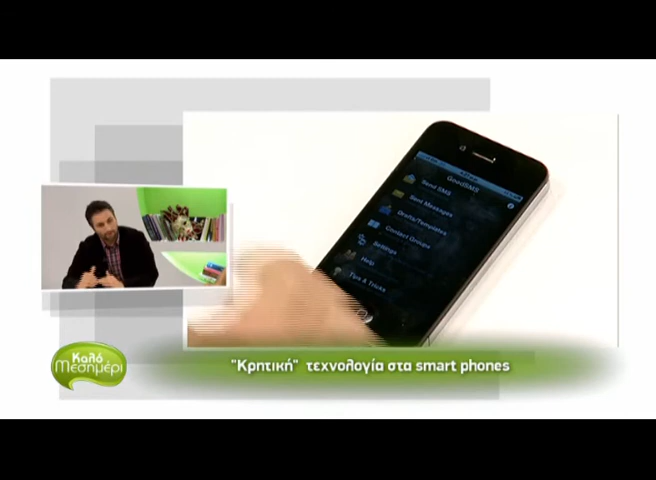 GoodSMS
Send SMS
Sent Messages
Drafts/Templates
Contact Groups
Settings
Help
Tips & Tricks
Καλό
Μεσημέρι
"Κρητική" τεχνολογία στα smart phones